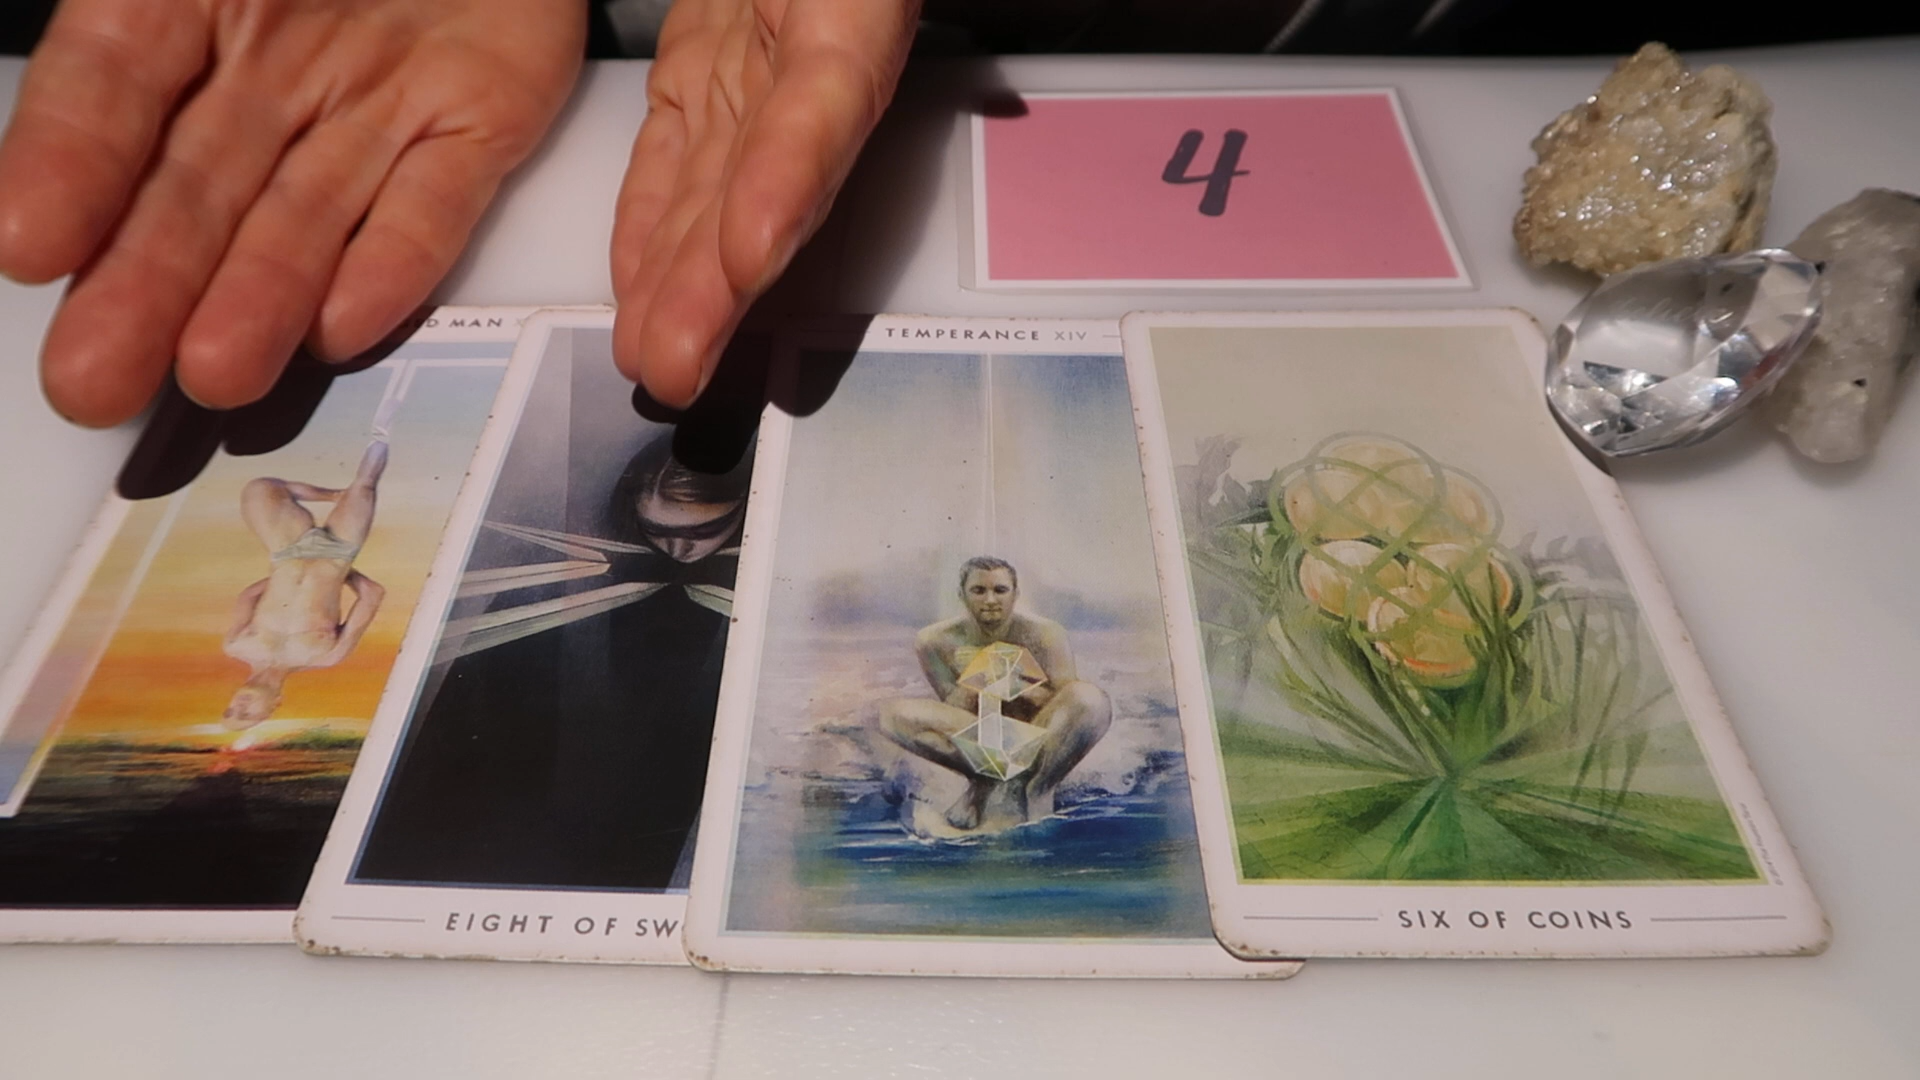 4
MAN
TEMPERANCE XIV
EIGHT OF SW
SIX OF COINS